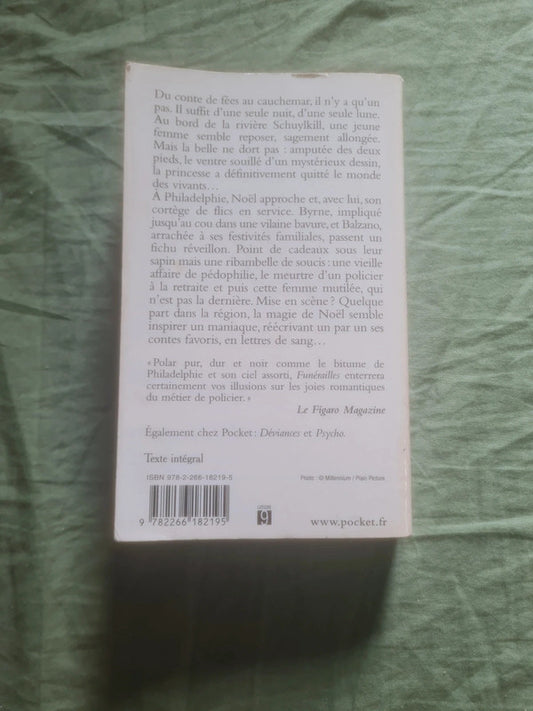 Du conte de fées au cauchemar, il n'y a qu'un
pas. Il suffit d'une seule nuit, d'une seule lune.
Au bord de la rivière Schuylkill, une jeune
femme semble reposer, sagement allongée.
Mais la belle ne dort pas : amputée des deux
pieds, le ventre souillé d'un mystérieux dessin,
la princesse a définitivement quitté le monde
des vivants…
À Philadelphie, Noël approche et, avec lui, son
cortège de flics en service. Byrne, impliqué
jusqu'au cou dans une vilaine bavure, et Balzano,
arrachée à ses festivités familiales, passent un
fichu réveillon. Point de cadeaux sous leur
sapin mais une ribambelle de soucis : une vieille
affaire de pédophilie, le meurtre d'un policier
à la retraite et puis cette femme mutilée, qui
n'est pas la dernière. Mise en scène ? Quelque
part dans la région, la magie de Noël semble
inspirer un maniaque, réécrivant un par un ses
contes favoris, en lettres de sang…
« Polar pur, dur et noir comme le bitume de
Philadelphie et son ciel assorti, Funérailles enterrera
certainement vos illusions sur les joies romantiques
du métier de policier. »
Le Figaro Magazine
Également chez Pocket : Déviances et Psycho.
Texte intégral
ISBN 978-2-266-18219-5
Photo : © Millennium / Plain Picture
9 782266 182195
9
www.pocket.fr